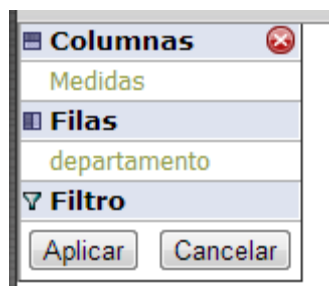 Columnas
Medidas
Filas
departamento
Filtro
Aplicar Cancelar